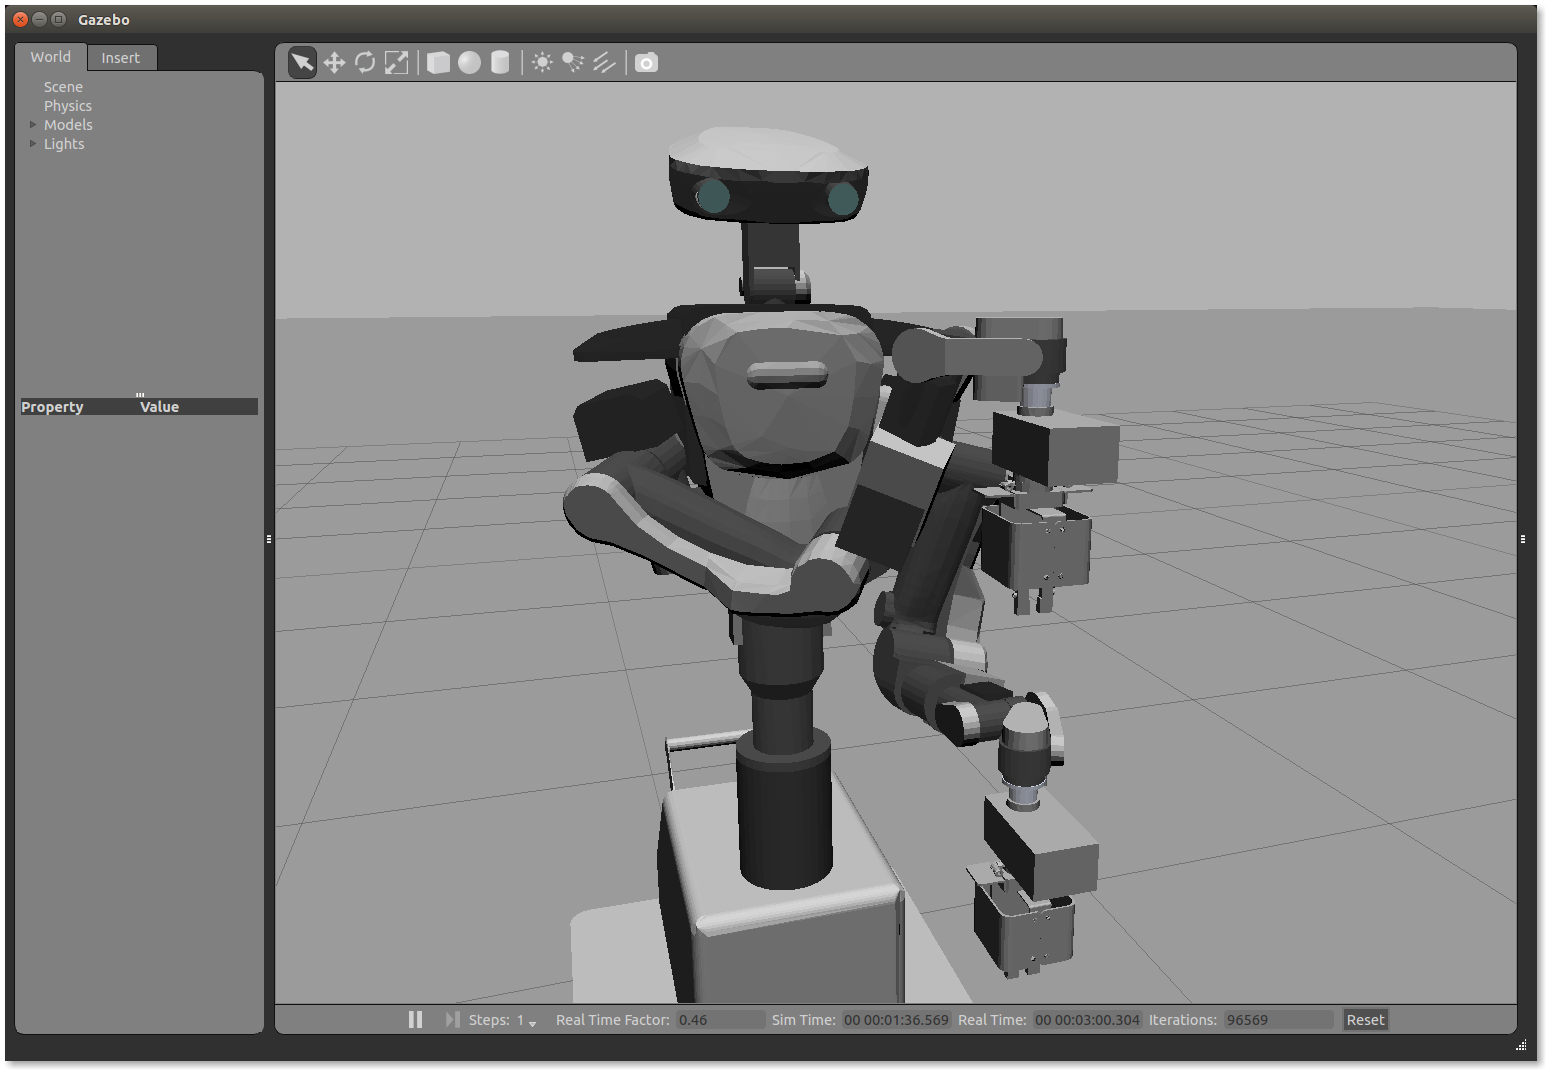 Gazebo
World Insert
Scene
Physics
Models
Lights
Property Value
Steps: 1 Real Time Factor: 0.46 Sim Time: 00 00:01:36.569 Real Time: 00 00:03:00.304 Iterations: 96569 Reset